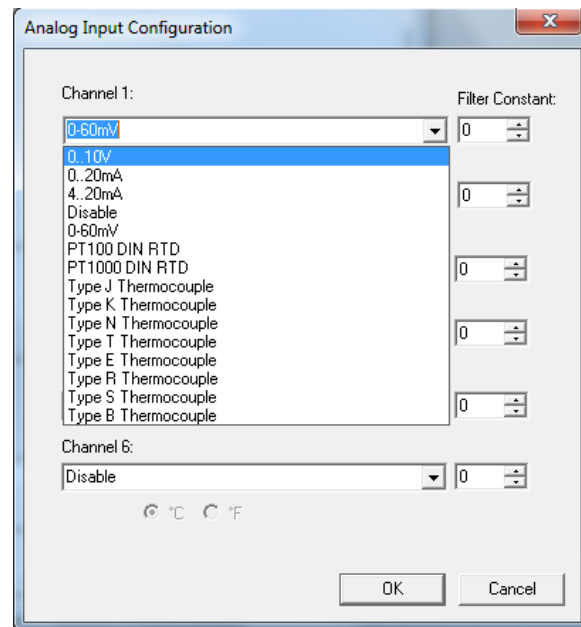 Analog Input Configuration
Channel 1:
Filter Constant:
0-60mV
0
0..10V
0..20mA
4..20mA
0
Disable
0-60mV
PT100 DIN RTD
PT1000 DIN RTD
0
Type J Thermocouple
Type K Thermocouple
Type N Thermocouple
Type T Thermocouple
0
Type E Thermocouple
Type R Thermocouple
Type S Thermocouple
0
Type B Thermocouple
Channel 6:
Disable
0
°C °F
OK Cancel